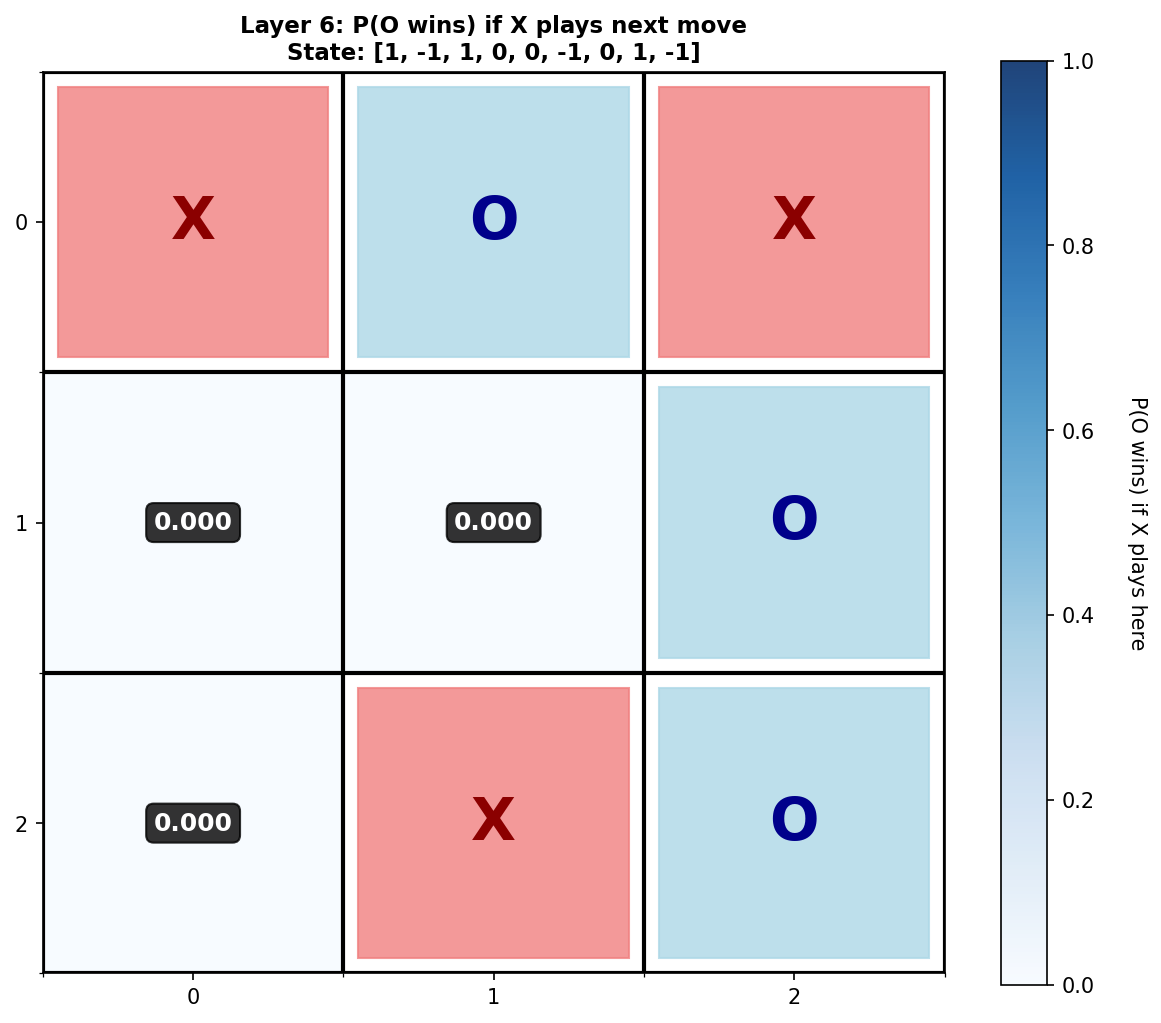 Layer 6: P(O wins) if X plays next move
State: [1, -1, 1, 0, 0, -1, 0, 1, -1]
X O X
0
0.000 0.000 O
1
0.000 X O
2
0 1 2
1.0
0.8
0.6
0.4
0.2
0.0
P(O wins) if X plays here